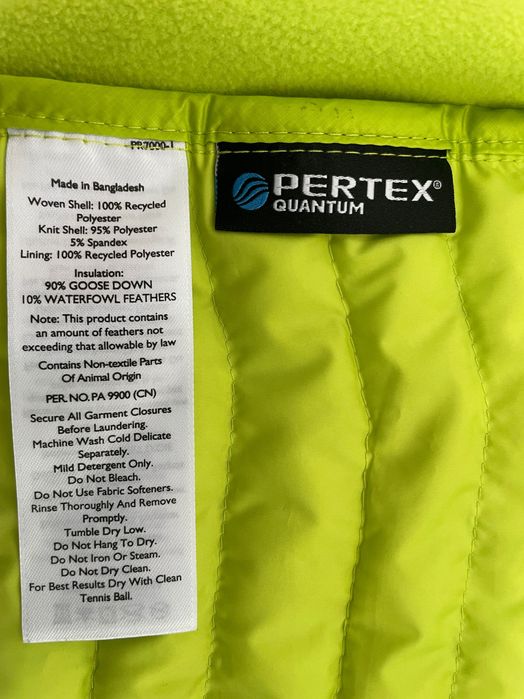 Made in Bangladesh
Woven Shell: 100% Recycled
Polyester
Knit Shell: 95% Polyester
5% Spandex
Lining: 100% Recycled Polyester
Insulation:
90% GOOSE DOWN
10% WATERFOWL FEATHERS
Note: This product contains
an amount of feathers not
exceeding that allowable by law
Contains Non-textile Parts
Of Animal Origin
PER. NO. PA 9900 (CN)
Secure All Garment Closures
Before Laundering.
Machine Wash Cold Delicate
Separately.
Mild Detergent Only.
Do Not Bleach.
Do Not Use Fabric Softeners.
Rinse Thoroughly And Remove
Promptly.
Tumble Dry Low.
Do Not Hang To Dry.
Do Not Iron Or Steam.
Do Not Dry Clean.
For Best Results Dry With Clean
Tennis Ball.
PERTEX®
QUANTUM